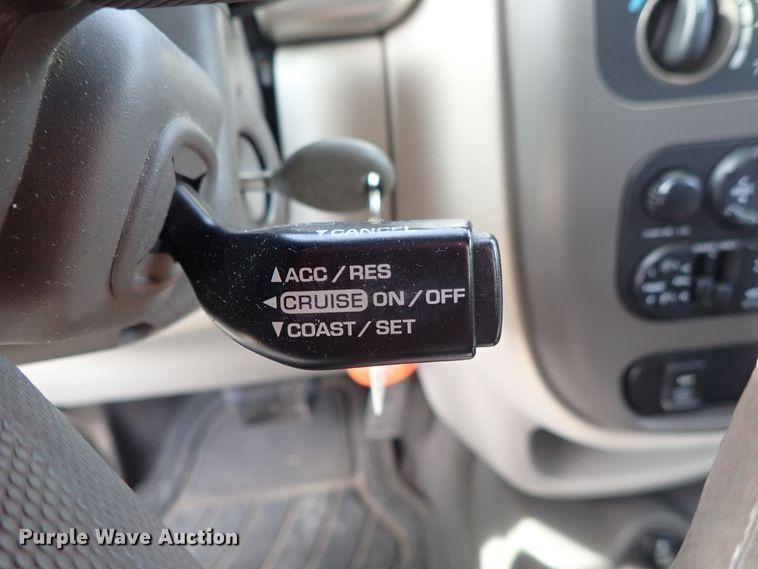 ▼CANCEL
▲ACC/RES
◄CRUISE ON/OFF
▼COAST/SET
Purple Wave Auction